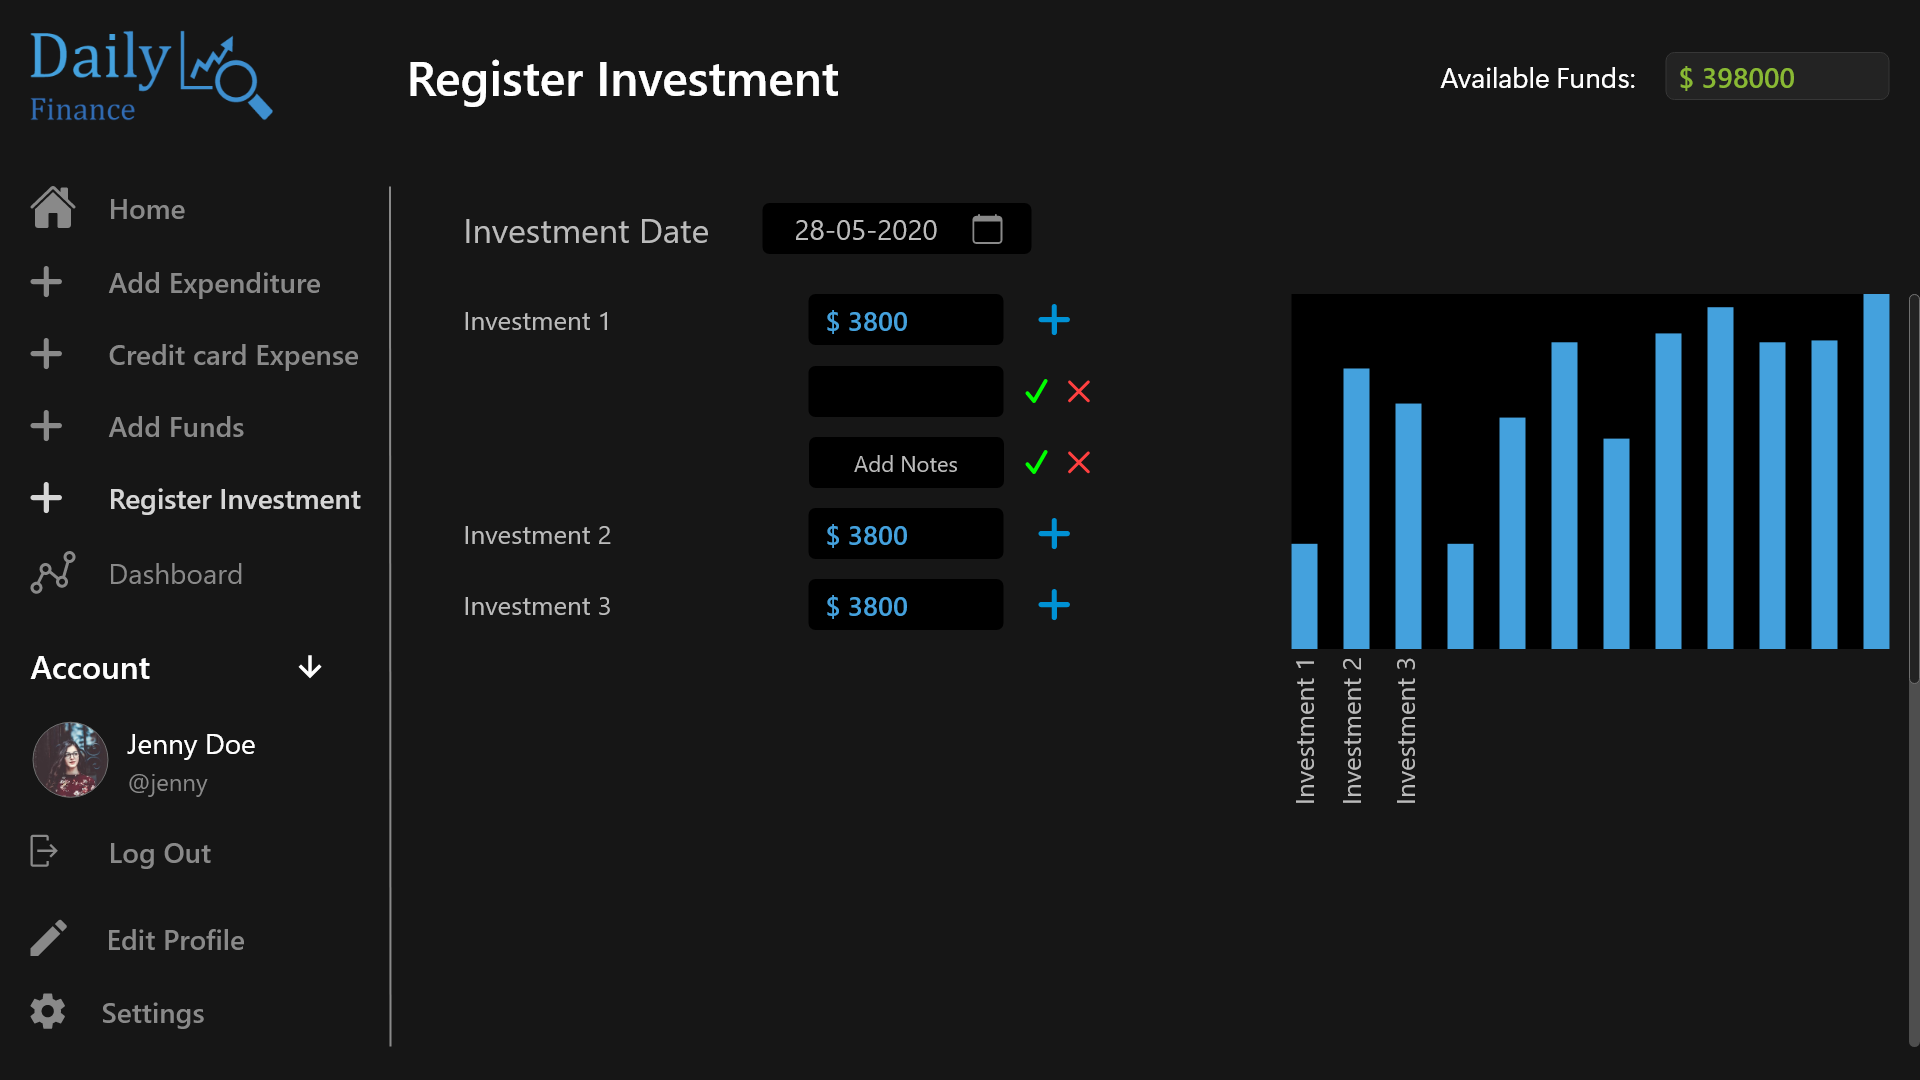 Daily
Finance
Register Investment
Available Funds:
$ 398000
Home
Add Expenditure
Credit card Expense
Add Funds
Register Investment
Dashboard
Account
Jenny Doe
@jenny
Log Out
Edit Profile
Settings
Investment Date
28-05-2020
Investment 1
$ 3800
Add Notes
Investment 2
$ 3800
Investment 3
$ 3800
Investment 1
Investment 2
Investment 3